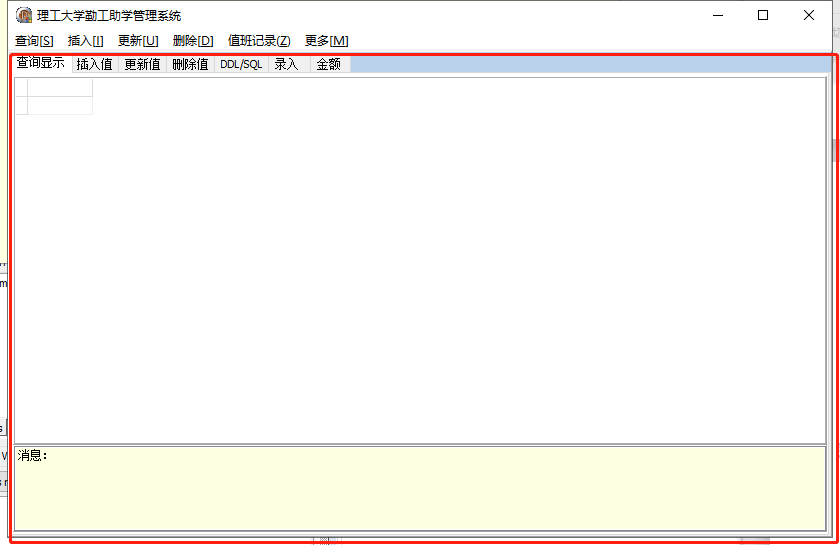 理工大学勤工助学管理系统
查询[S] 插入[I] 更新[U] 删除[D] 值班记录(Z) 更多[M]
查询显示 插入值 更新值 删除值 DDL/SQL 录入 金额
消息：